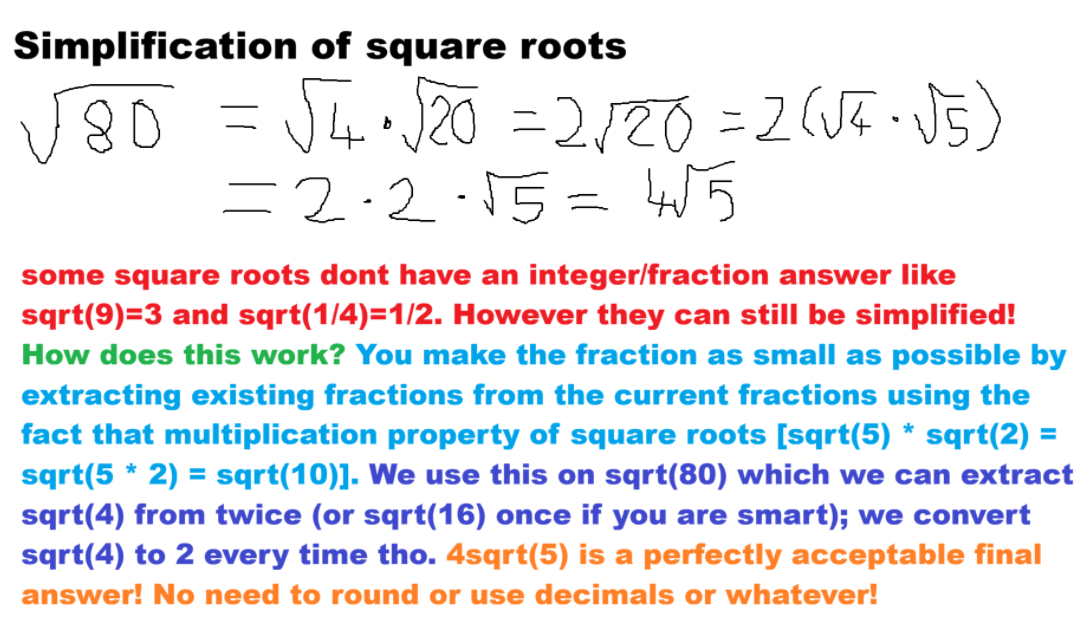 Simplification of square roots
√80 = √4 · √20 = 2√20 = 2(√4 · √5)
= 2 · 2 · √5 = 4√5
some square roots dont have an integer/fraction answer like
sqrt(9)=3 and sqrt(1/4)=1/2. However they can still be simplified!
How does this work? You make the fraction as small as possible by
extracting existing fractions from the current fractions using the
fact that multiplication property of square roots [sqrt(5) * sqrt(2) =
sqrt(5 * 2) = sqrt(10)]. We use this on sqrt(80) which we can extract
sqrt(4) from twice (or sqrt(16) once if you are smart); we convert
sqrt(4) to 2 every time tho. 4sqrt(5) is a perfectly acceptable final
answer! No need to round or use decimals or whatever!